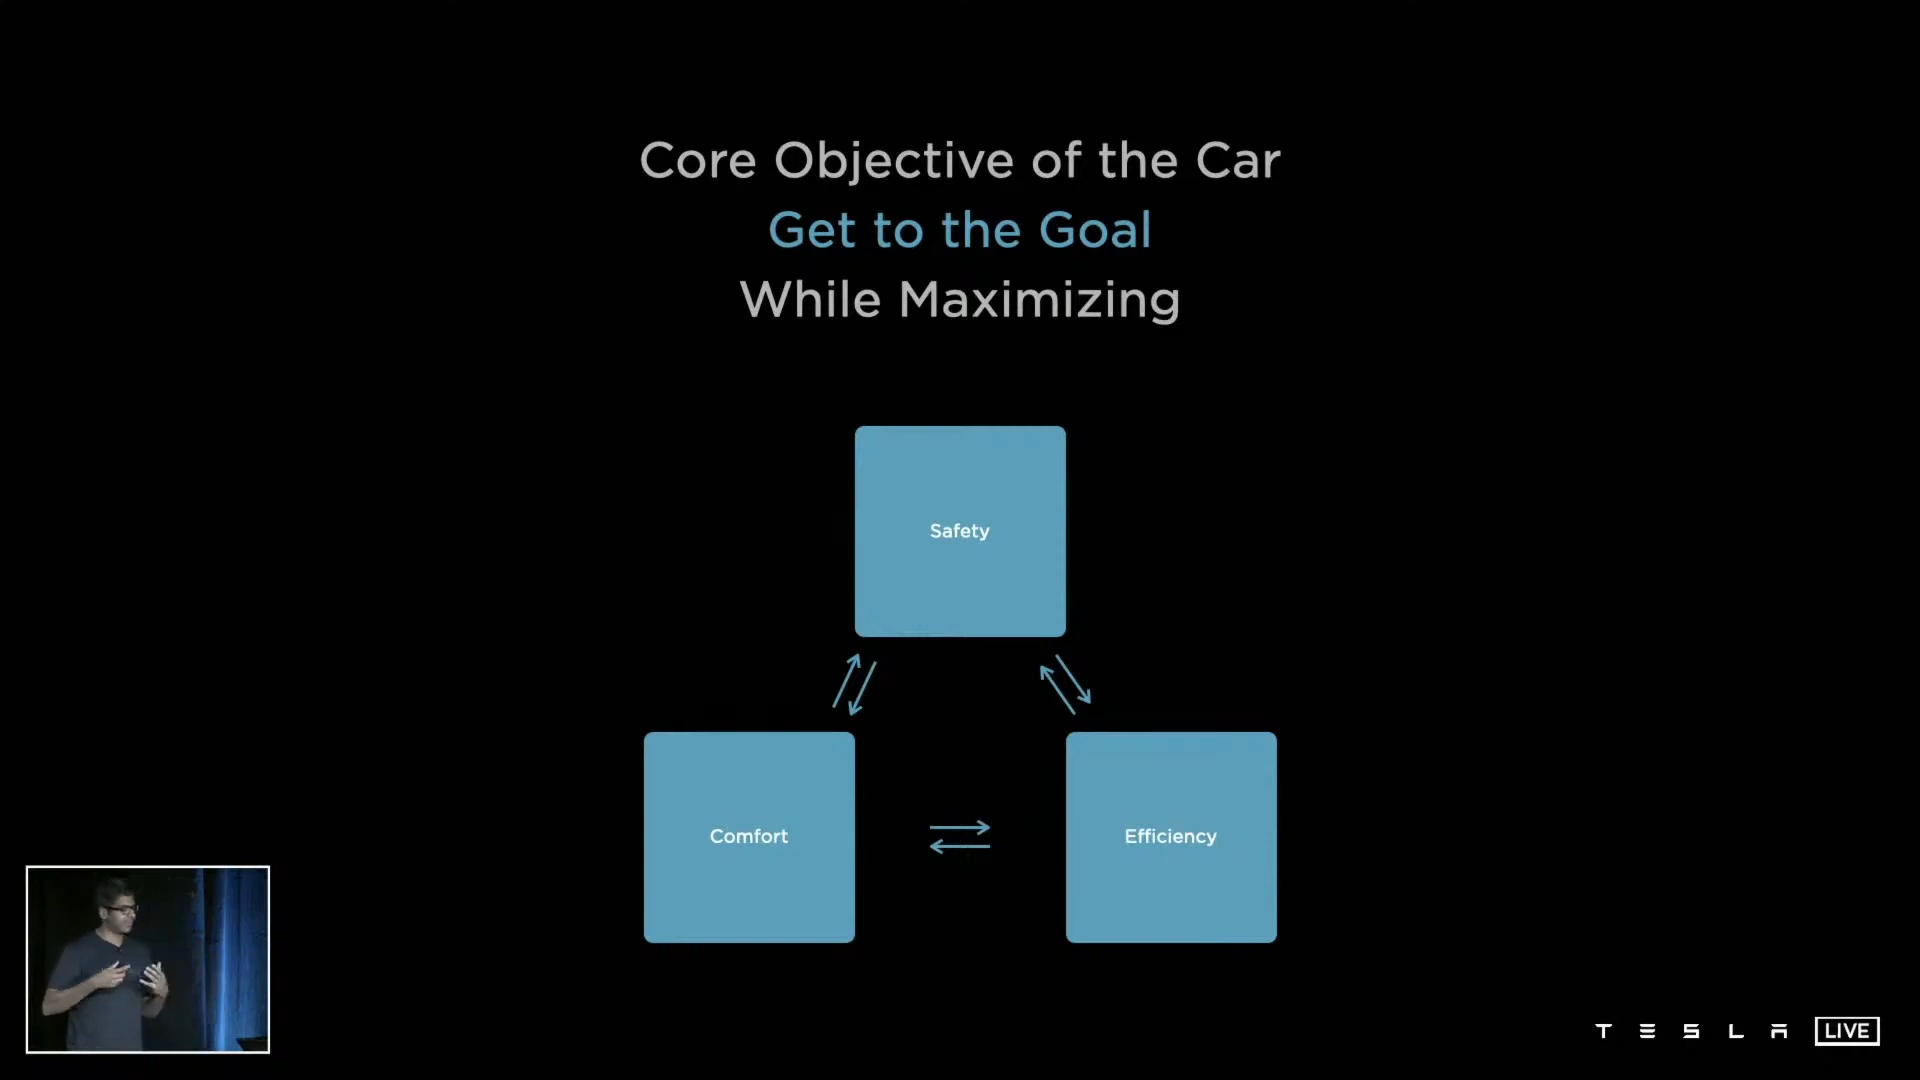 Core Objective of the Car
Get to the Goal
While Maximizing
Safety
Comfort
Efficiency
TESLA LIVE